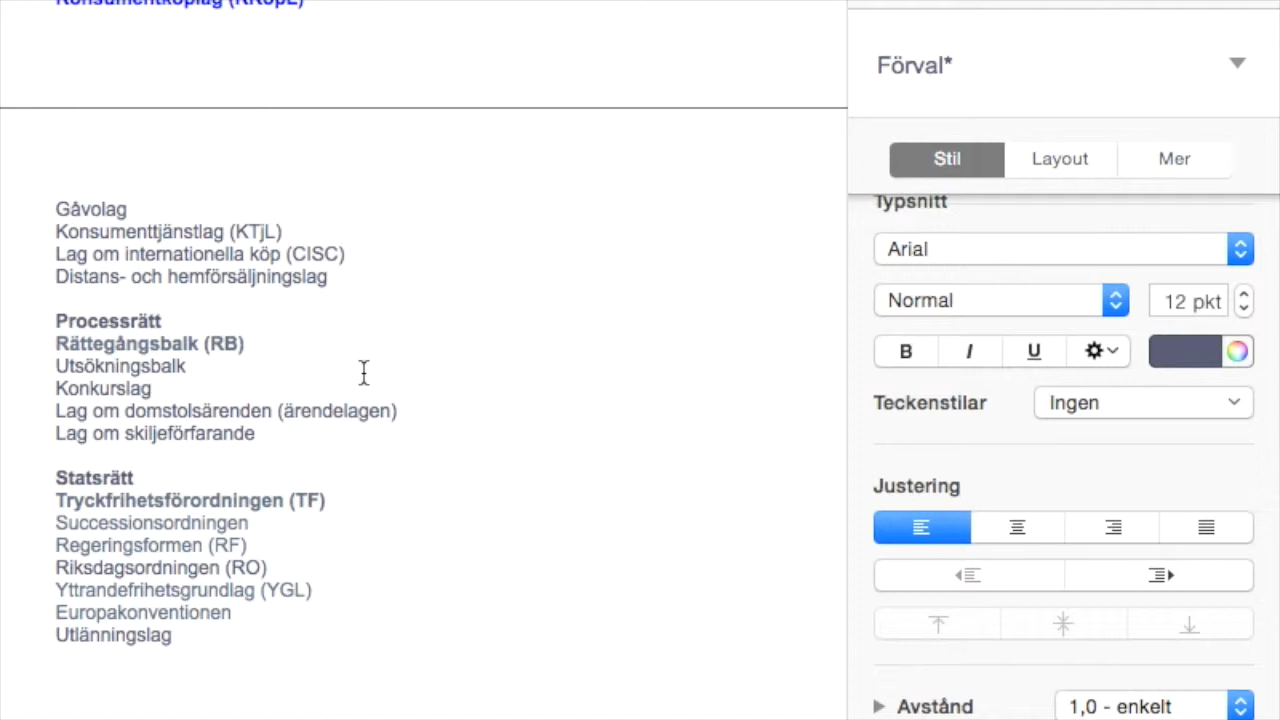 Konsumentköplag (KKöpL)
Gåvolag
Konsumenttjänstlag (KTjL)
Lag om internationella köp (CISC)
Distans- och hemförsäljningslag
Processrätt
Rättegångsbalk (RB)
Utsökningsbalk
Konkurslag
Lag om domstolsärenden (ärendelagen)
Lag om skiljeförfarande
Statsrätt
Tryckfrihetsförordningen (TF)
Successionsordningen
Regeringsformen (RF)
Riksdagsordningen (RO)
Yttrandefrihetsgrundlag (YGL)
Europakonventionen
Utlänningslag
Förval*
Stil Layout Mer
Typsnitt
Arial
Normal 12 pkt
B I U
Teckenstilar Ingen
Justering
Avstånd 1,0 - enkelt